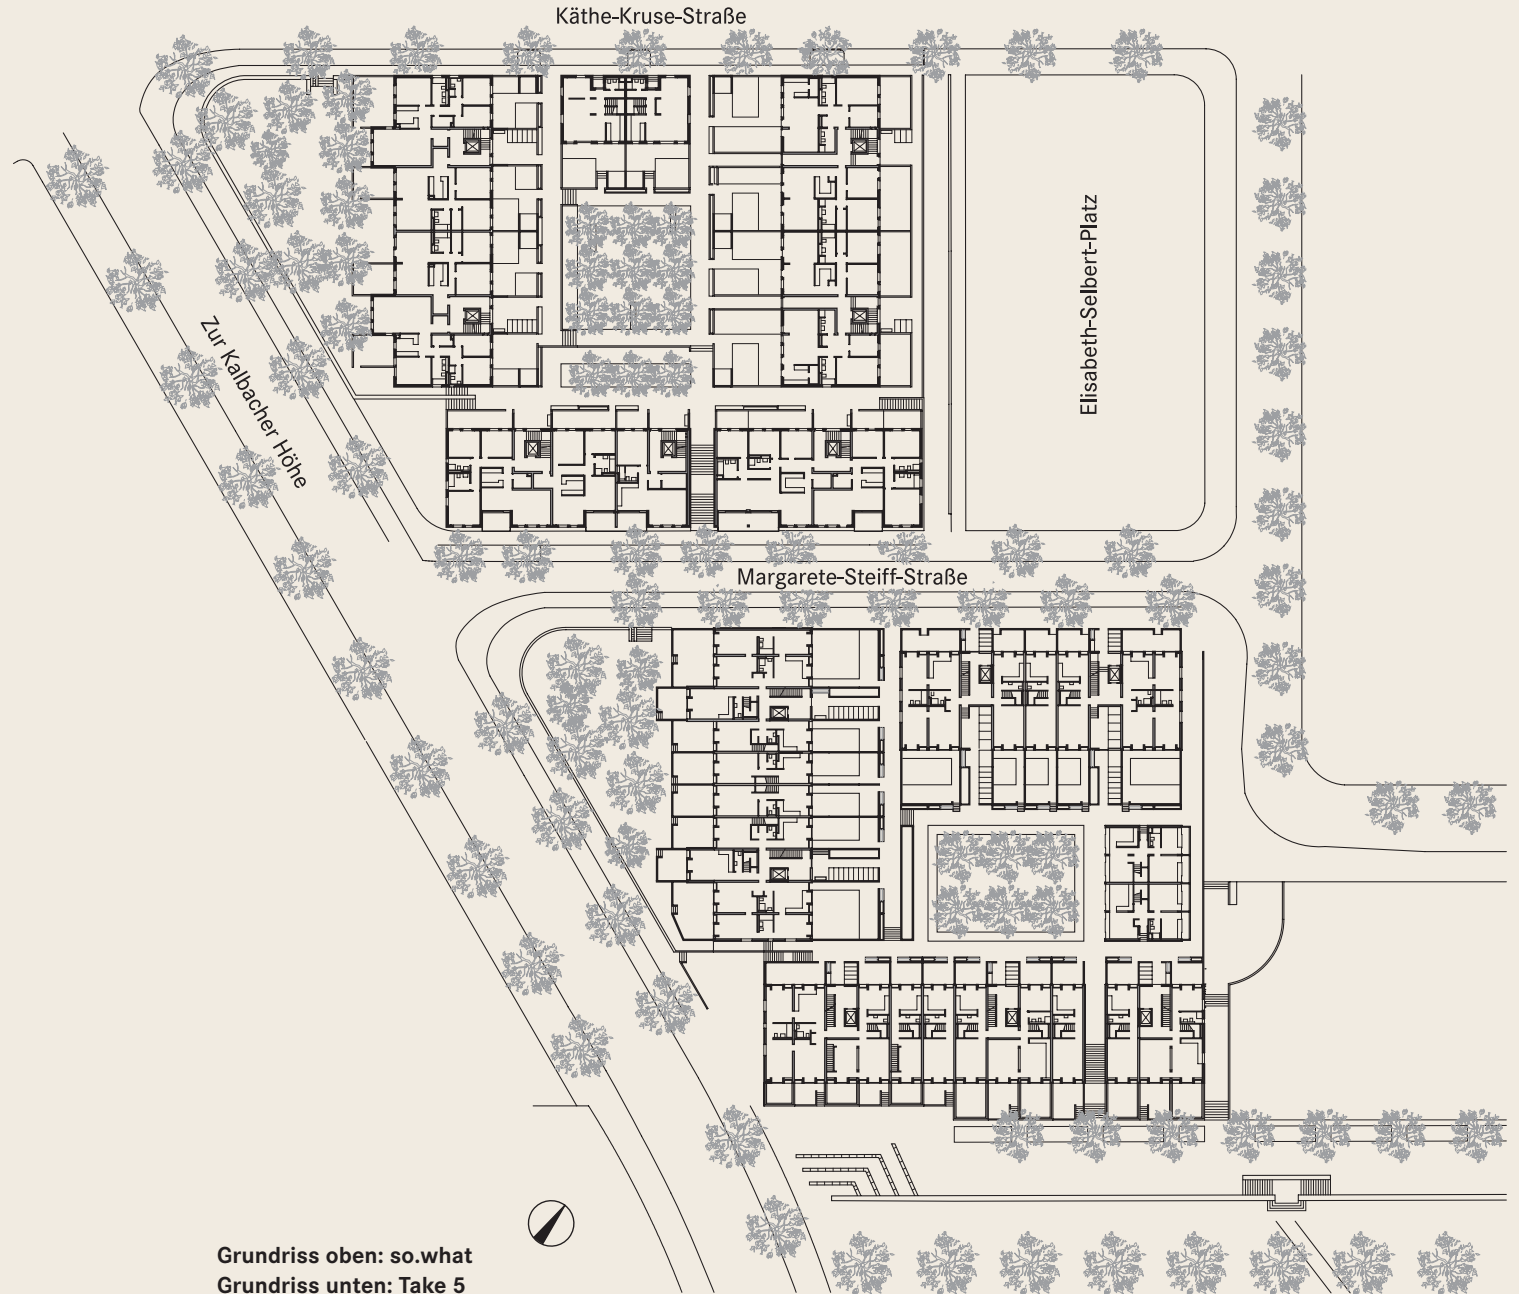 Käthe-Kruse-Straße
Elisabeth-Selbert-Platz
Zur Kalbacher Höhe
Margarete-Steiff-Straße
Grundriss oben: so.what
Grundriss unten: Take 5